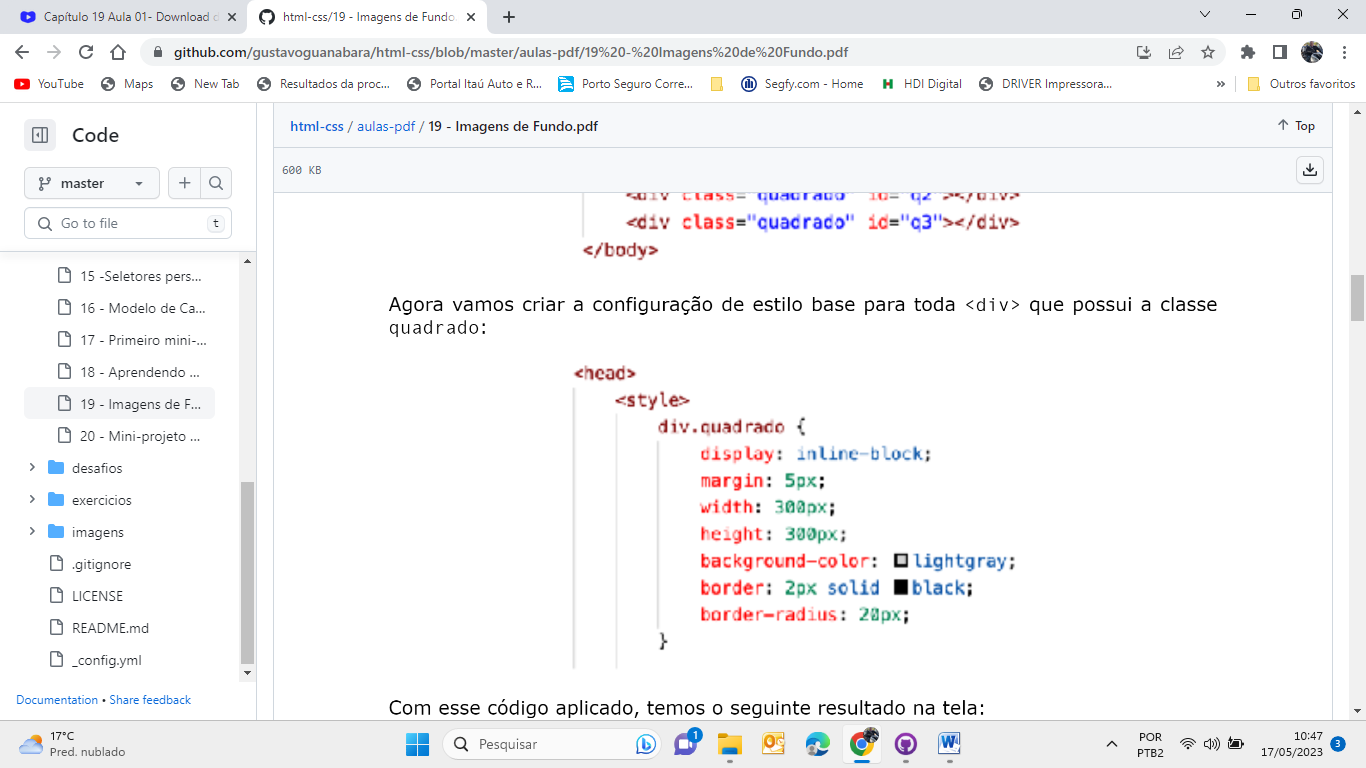 Capítulo 19 Aula 01- Download d
html-css/19 - Imagens de Fundo.
github.com/gustavoguanabara/html-css/blob/master/aulas-pdf/19%20-%20Imagens%20de%20Fundo.pdf
YouTube
Maps
New Tab
Resultados da proc...
Portal Itaú Auto e R...
Porto Seguro Corre...
Segfy.com - Home
HDI Digital
DRIVER Impressora...
»
Outros favoritos
Code
master
Go to file
t
15 -Seletores pers...
16 - Modelo de Ca...
17 - Primeiro mini-...
18 - Aprendendo ...
19 - Imagens de F...
20 - Mini-projeto ...
desafios
exercicios
imagens
.gitignore
LICENSE
README.md
_config.yml
Documentation • Share feedback
html-css / aulas-pdf / 19 - Imagens de Fundo.pdf
Top
600 KB
<div class="quadrado" id="q2"></div>
<div class="quadrado" id="q3"></div>
</body>
Agora vamos criar a configuração de estilo base para toda <div> que possui a classe
quadrado:
<head>
<style>
div.quadrado {
display: inline-block;
margin: 5px;
width: 300px;
height: 300px;
background-color: lightgray;
border: 2px solid black;
border-radius: 20px;
}
Com esse código aplicado, temos o seguinte resultado na tela:
17°C
Pred. nublado
Pesquisar
1
POR
PTB2
10:47
17/05/2023
3